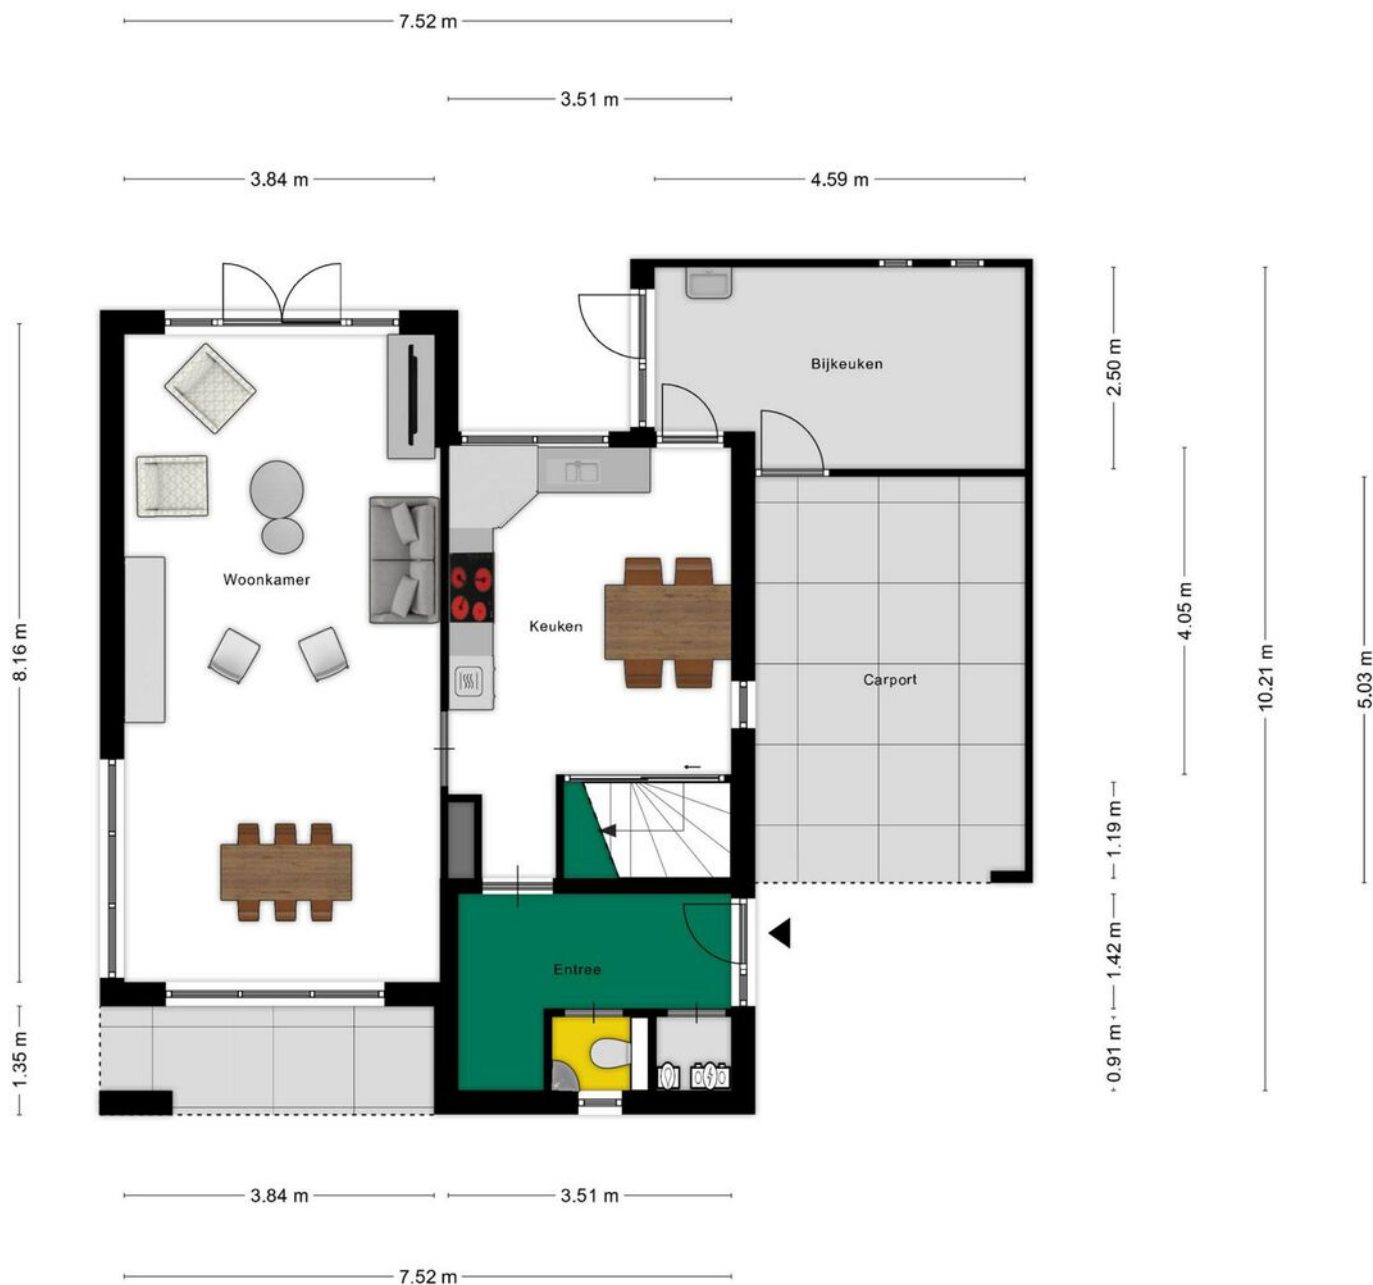 7.52 m
3.51 m
3.84 m
4.59 m
Bijkeuken
2.50 m
Woonkamer
Keuken
4.05 m
8.16 m
10.21 m
5.03 m
Carport
1.19 m
1.42 m
Entree
1.35 m
0.91 m
3.84 m
3.51 m
7.52 m